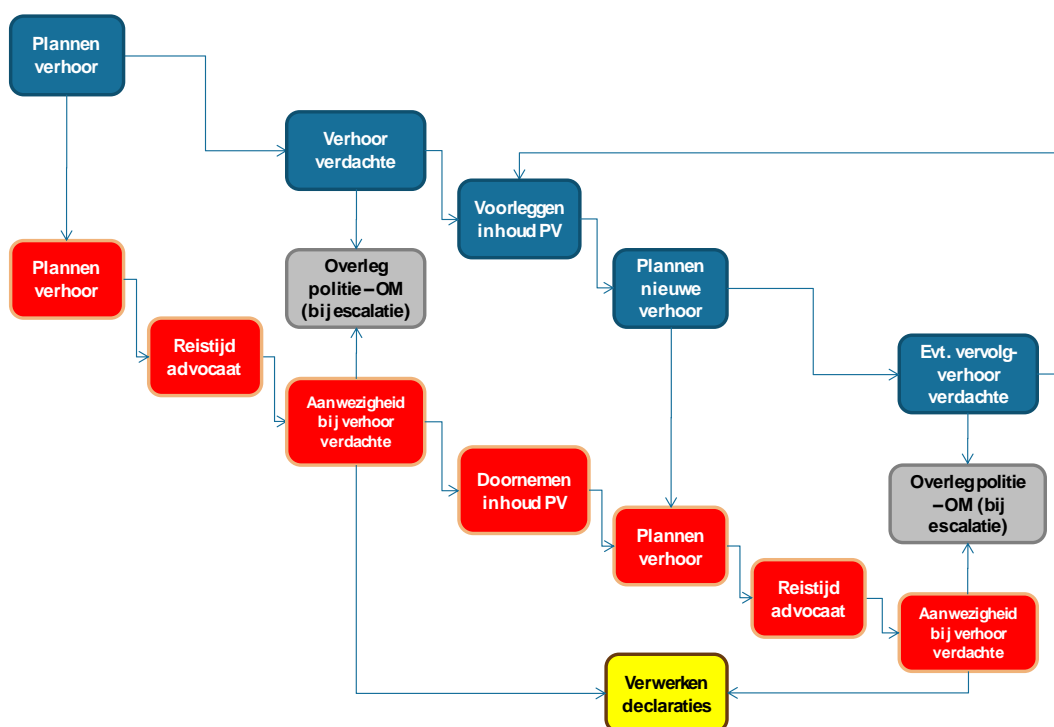 Plannen
verhoor
Verhoor
verdachte
Voorleggen
inhoud PV
Plannen
nieuwe
verhoor
Evt. vervolg-
verhoor
verdachte
Overleg
politie – OM
(bij escalatie)
Overleg politie
– OM (bij
escalatie)
Plannen
verhoor
Reistijd
advocaat
Aanwezigheid
bij verhoor
verdachte
Doornemen
inhoud PV
Plannen
verhoor
Reistijd
advocaat
Aanwezigheid
bij verhoor
verdachte
Verwerken
declaraties